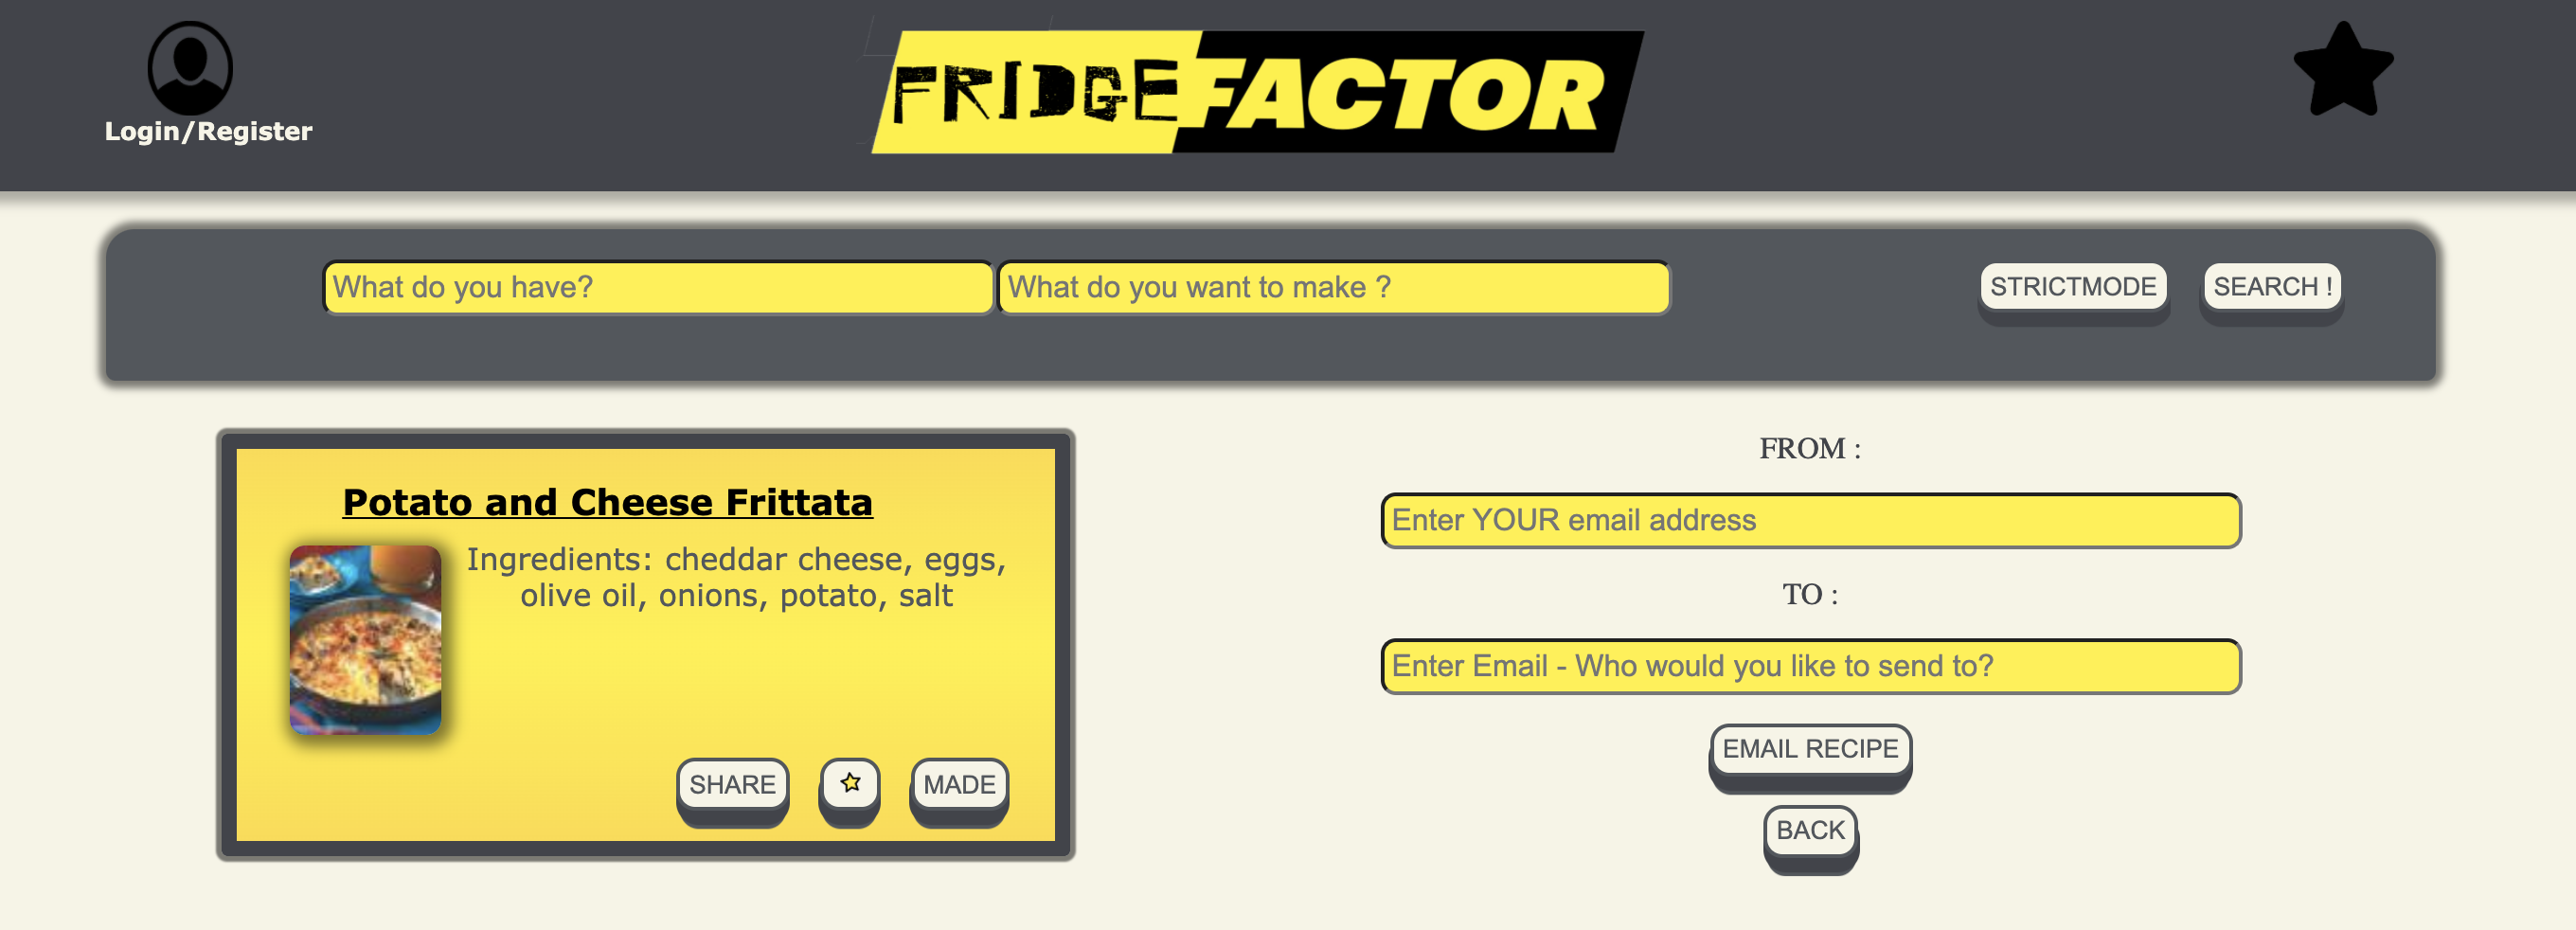 Login/Register
FRIDGEFACTOR
What do you have?
What do you want to make ?
STRICTMODE
SEARCH !
Potato and Cheese Frittata
Ingredients: cheddar cheese, eggs,
olive oil, onions, potato, salt
SHARE
MADE
FROM :
Enter YOUR email address
TO :
Enter Email - Who would you like to send to?
EMAIL RECIPE
BACK